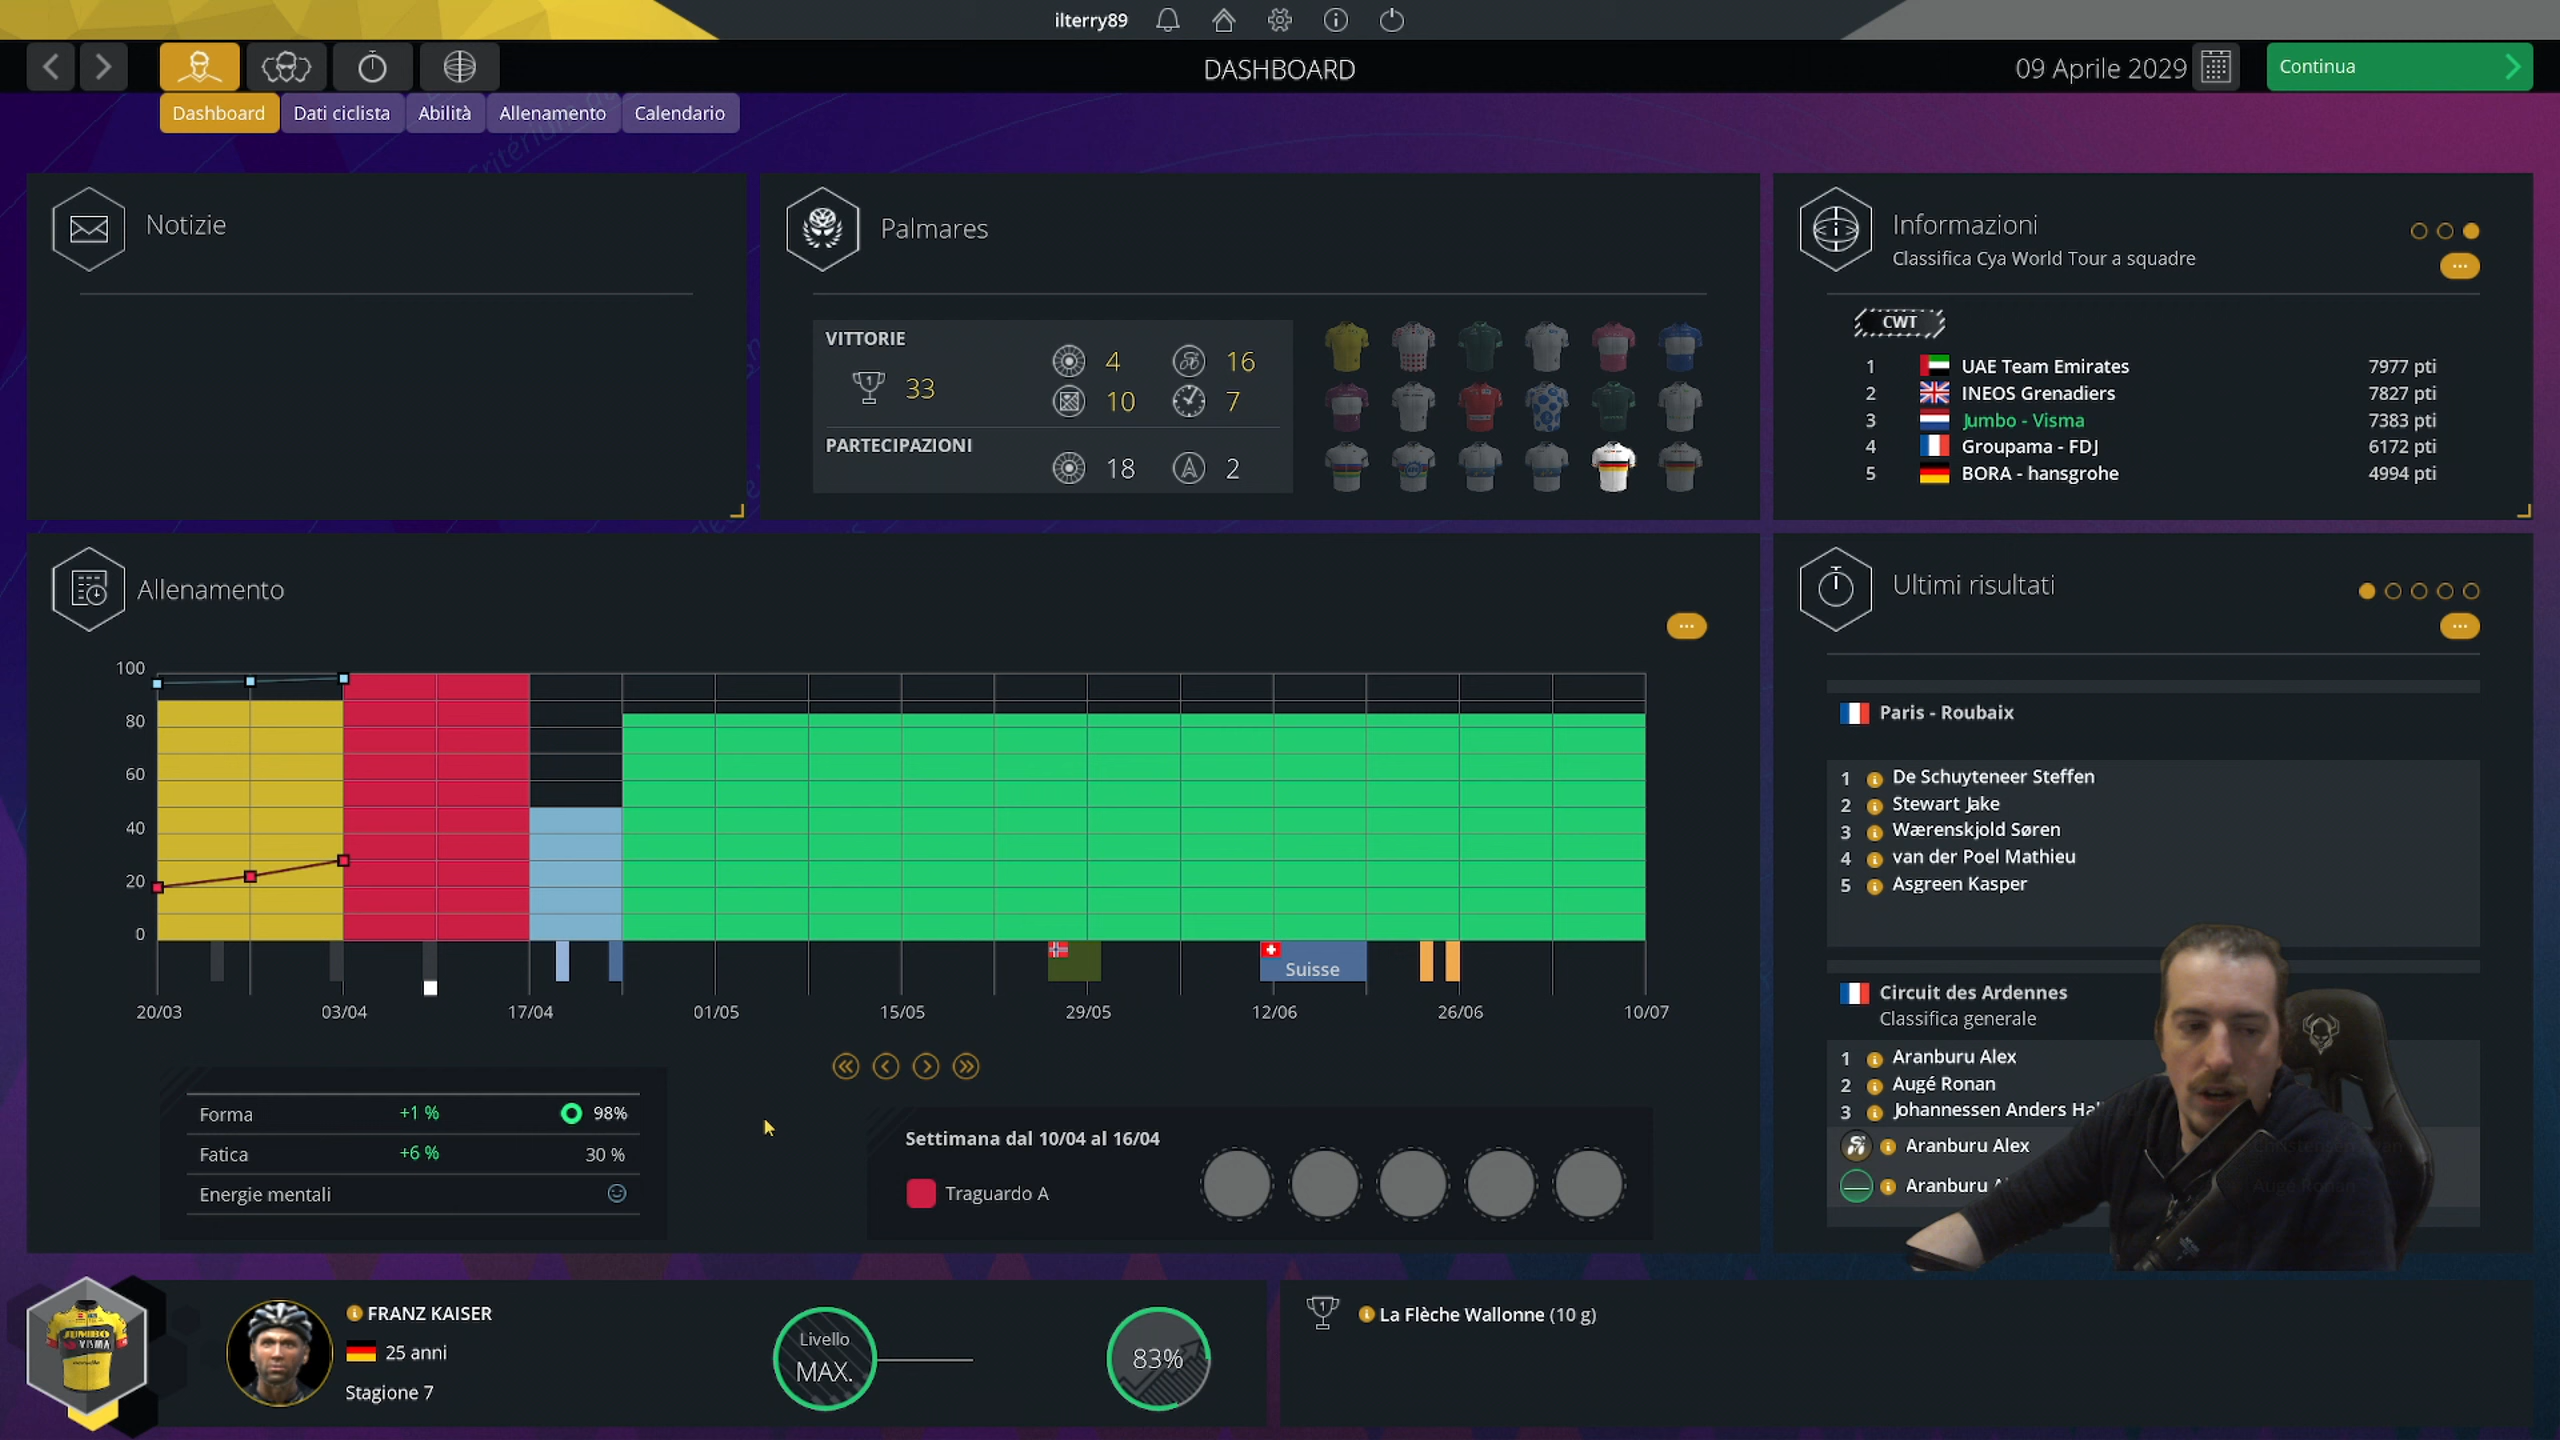 ilterry89
DASHBOARD
09 Aprile 2029
Continua
Dashboard
Dati ciclista
Abilità
Allenamento
Calendario
Notizie
Palmares
VITTORIE
33
4
16
10
7
PARTECIPAZIONI
18
2
Informazioni
Classifica Cya World Tour a squadre
CWT
1 UAE Team Emirates 7977 pti
2 INEOS Grenadiers 7827 pti
3 Jumbo - Visma 7383 pti
4 Groupama - FDJ 6172 pti
5 BORA - hansgrohe 4994 pti
Allenamento
100
80
60
40
20
0
Suisse
20/03 03/04 17/04 01/05 15/05 29/05 12/06 26/06 10/07
Forma +1 % 98%
Fatica +6 % 30 %
Energie mentali
Settimana dal 10/04 al 16/04
Traguardo A
Ultimi risultati
Paris - Roubaix
1 De Schuyteneer Steffen
2 Stewart Jake
3 Wærenskjold Søren
4 van der Poel Mathieu
5 Asgreen Kasper
Circuit des Ardennes
Classifica generale
1 Aranburu Alex
2 Augé Ronan
3 Johannessen Anders
Aranburu Alex
Aranburu
JUMBO
VISMA
FRANZ KAISER
25 anni
Stagione 7
Livello
MAX.
83%
La Flèche Wallonne (10 g)